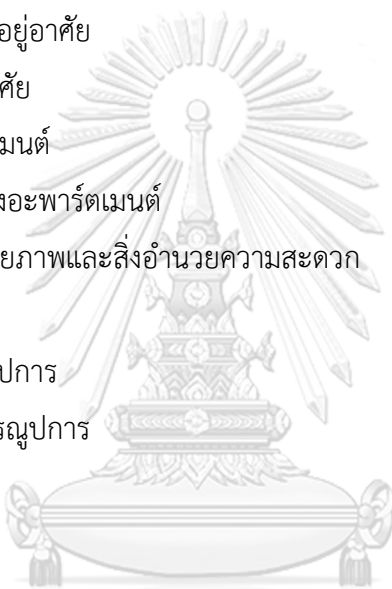 อยู่อาศัย
ศัย
มนต์
งอะพาร์ตเมนต์
ยภาพและสิ่งอำนวยความสะดวก
ปการ
รณูปการ